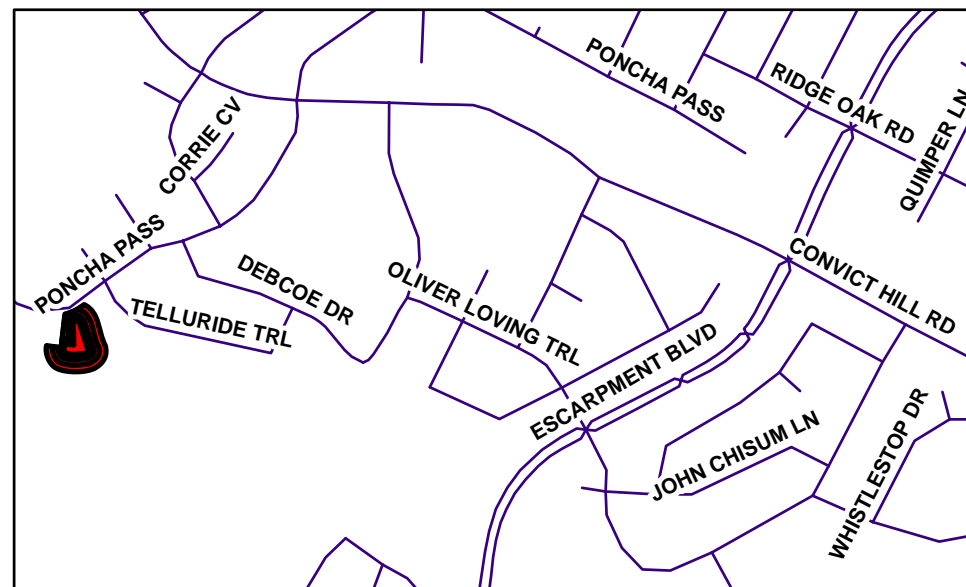 PONCHA PASS
RIDGE OAK RD
QUIMPER LN
CORRIE CV
PONCHA PASS
DEBCOE DR
TELLURIDE TRL
OLIVER LOVING TRL
CONVICT HILL RD
ESCARPMENT BLVD
JOHN CHISUM LN
WHISTLESTOP DR